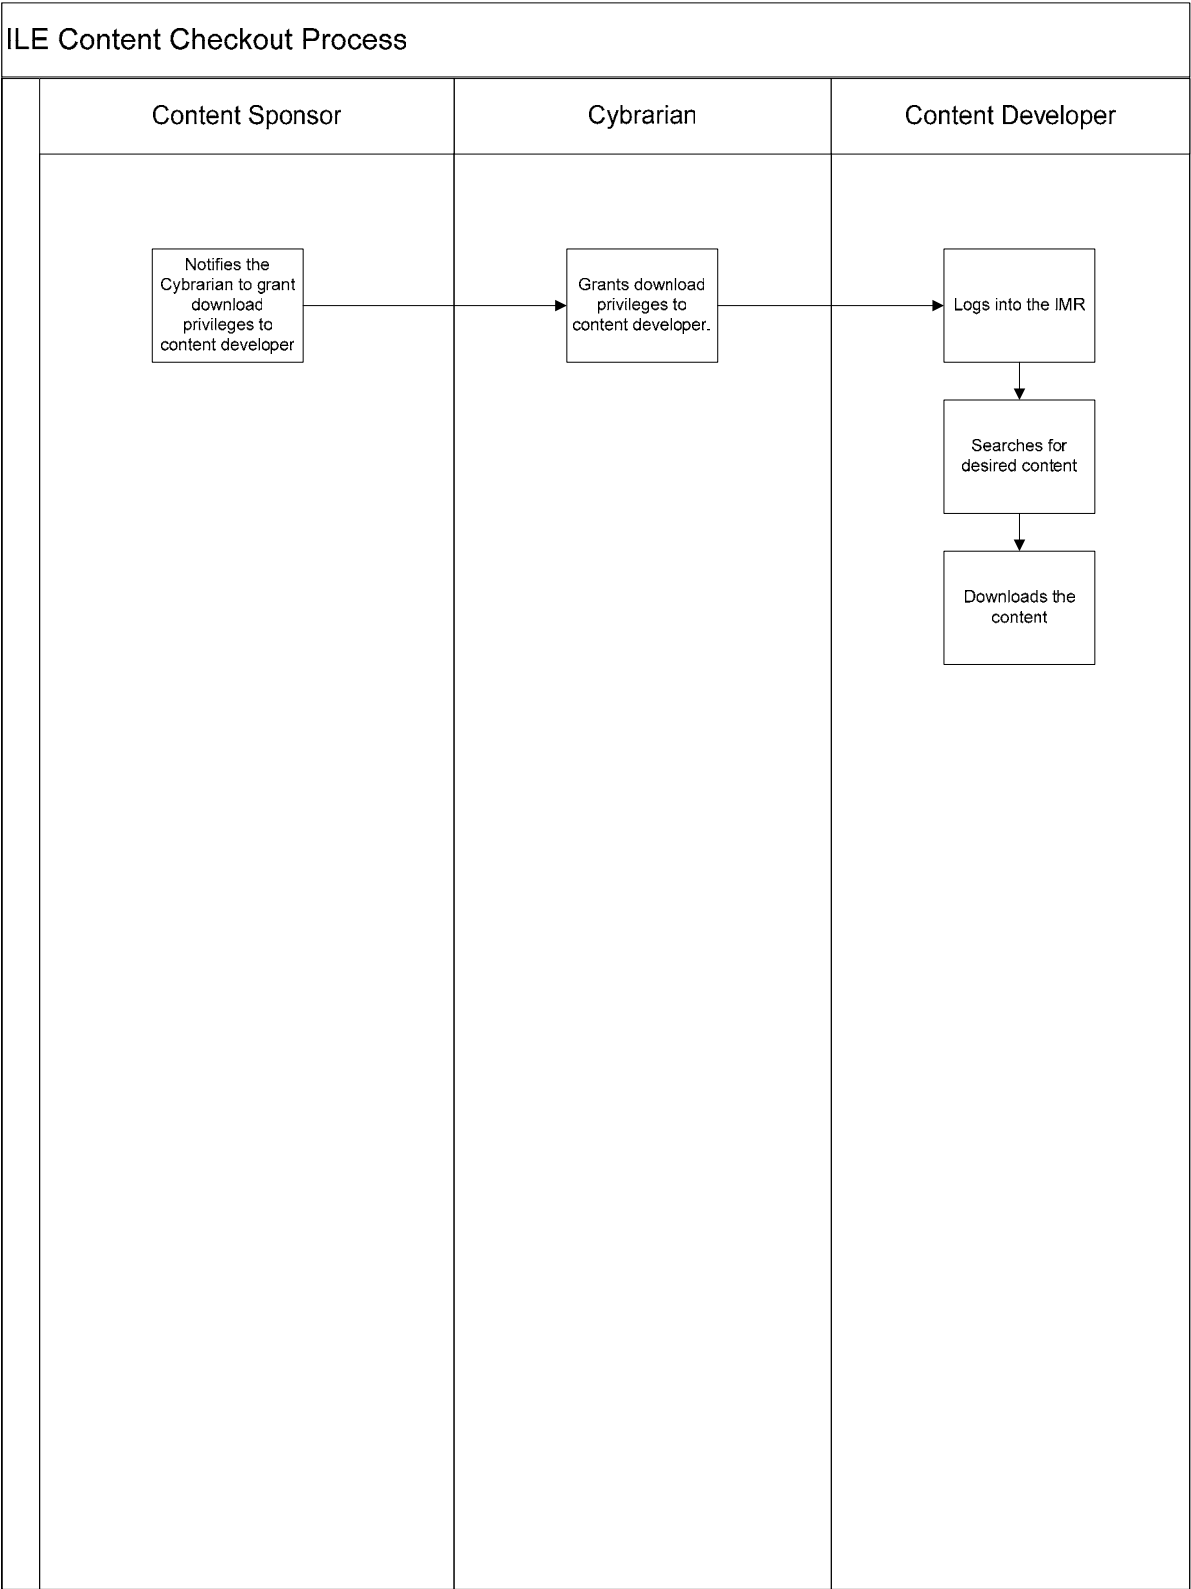 ILE Content Checkout Process
Content Sponsor
Cybrarian
Content Developer
Notifies the
Cybrarian to grant
download
privileges to
content developer
Grants download
privileges to
content developer.
Logs into the IMR
Searches for
desired content
Downloads the
content